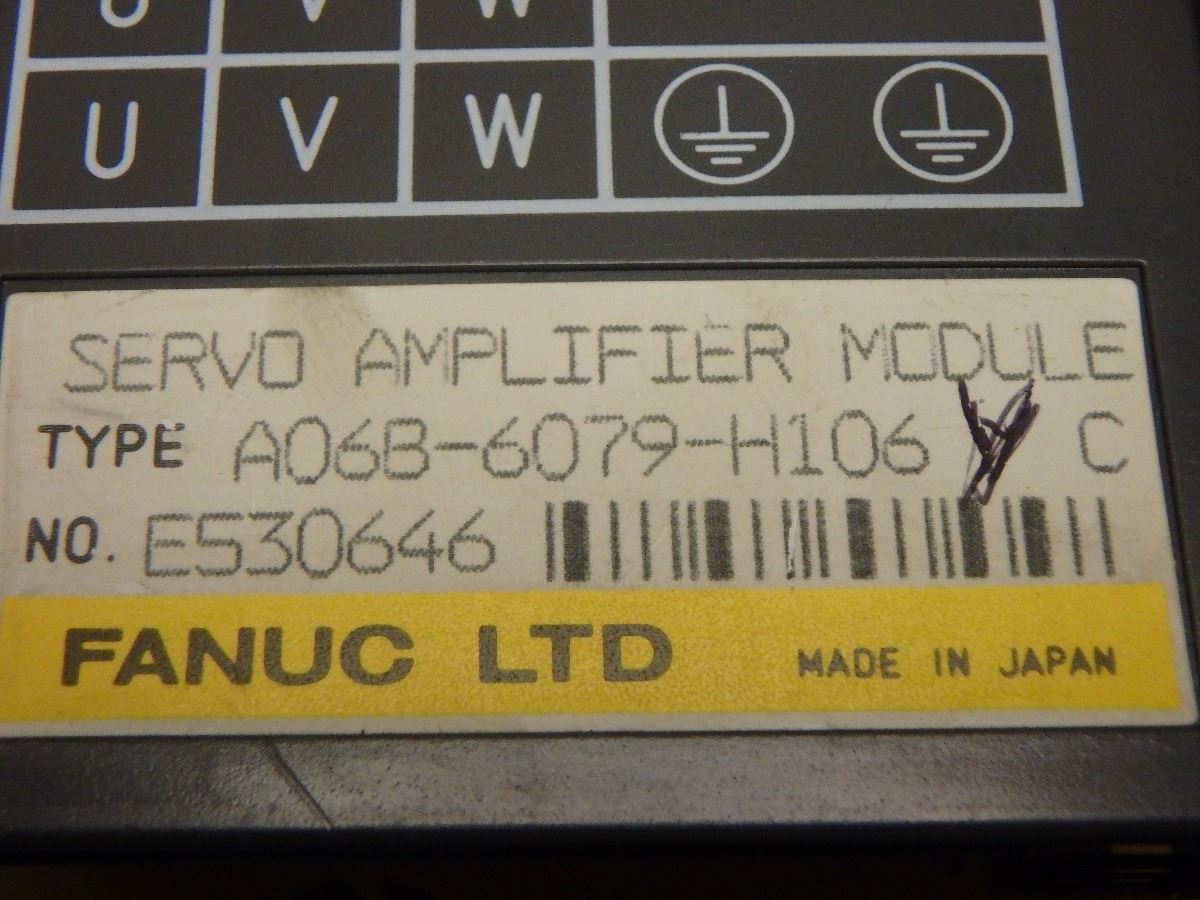 U V W
U V W
SERVO AMPLIFIER MODULE
TYPE A06B-6079-H106 C
NO. E530646
FANUC LTD MADE IN JAPAN